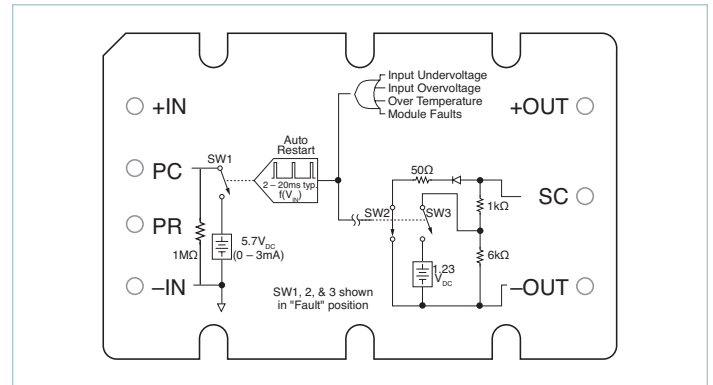 Input Undervoltage
Input Overvoltage
Over Temperature
Module Faults
+IN
+OUT
Auto
Restart
PC
SW1
2 – 20ms typ.
f(V_IN)
50Ω
SC
1kΩ
PR
SW2
SW3
5.7V_DC
(0 – 3mA)
1MΩ
6kΩ
1.23
V_DC
–IN
SW1, 2, & 3 shown
in "Fault" position
–OUT